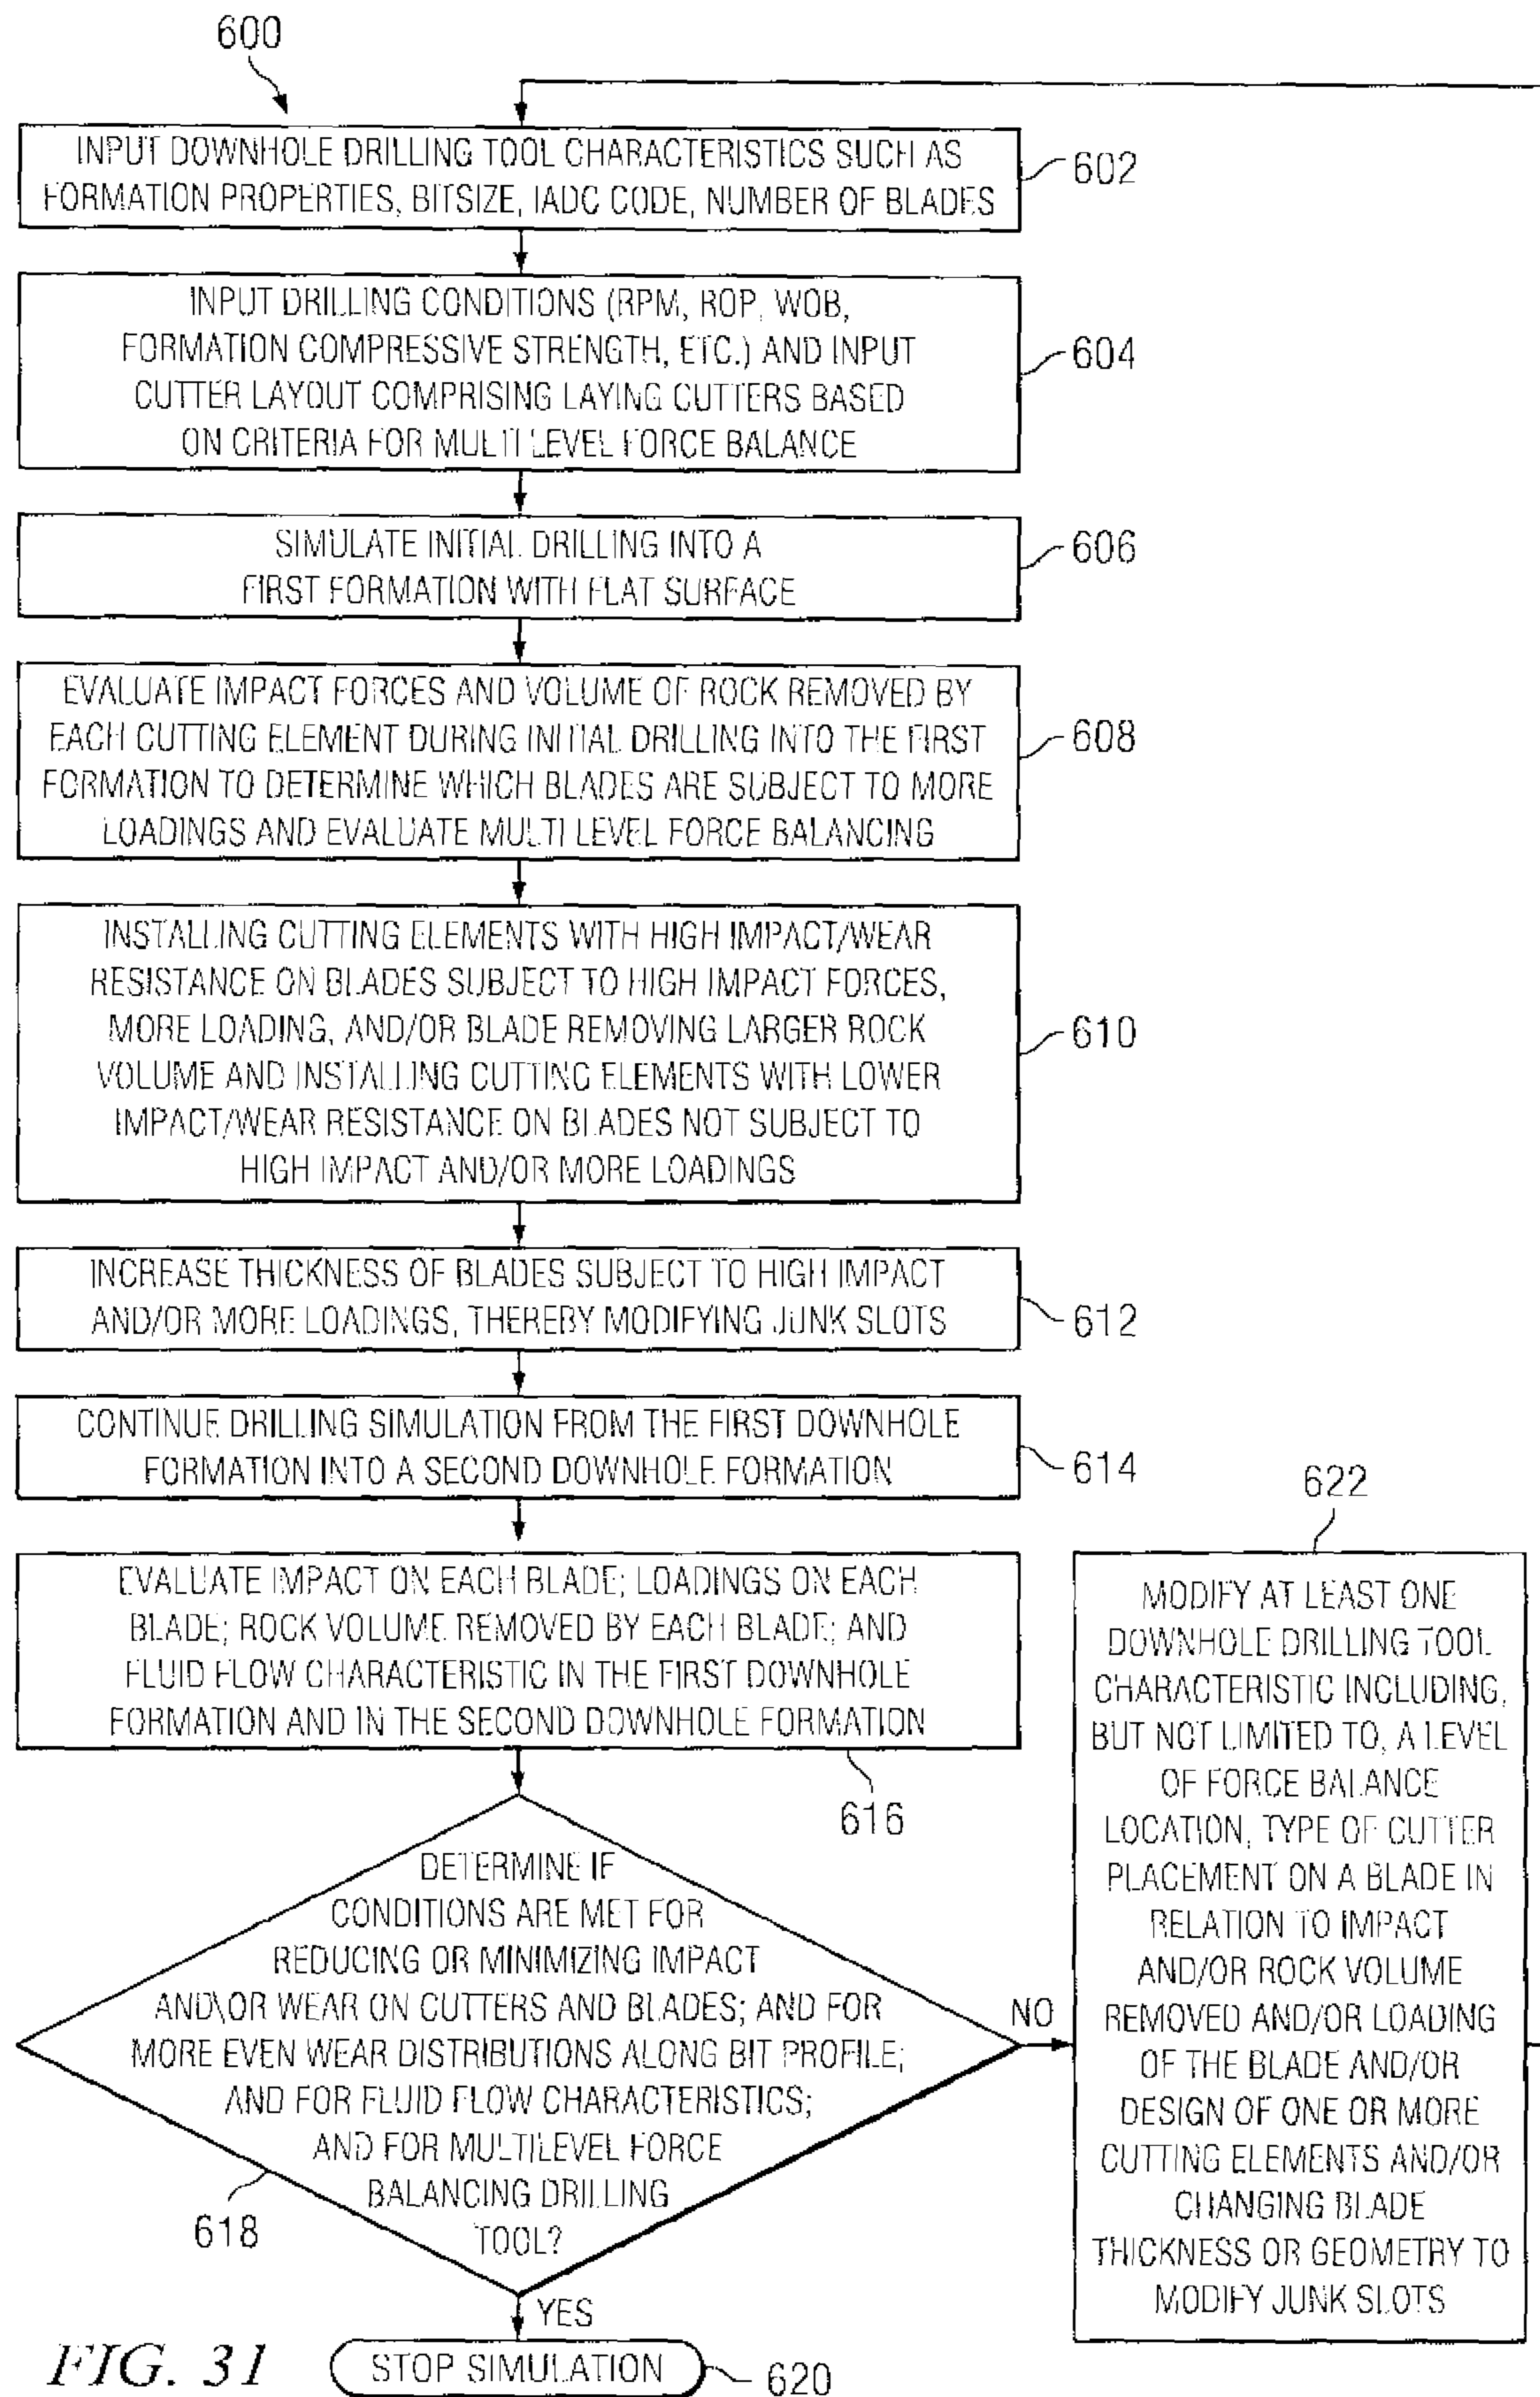 600
INPUT DOWNHOLE DRILLING TOOL CHARACTERISTICS SUCH AS
FORMATION PROPERTIES, BITSIZE, IADC CODE, NUMBER OF BLADES
602
INPUT DRILLING CONDITIONS (RPM, ROP, WOB,
FORMATION COMPRESSIVE STRENGTH, ETC.) AND INPUT
CUTTER LAYOUT COMPRISING LAYING CUTTERS BASED
ON CRITERIA FOR MULTI LEVEL FORCE BALANCE
604
SIMULATE INITIAL DRILLING INTO A
FIRST FORMATION WITH FLAT SURFACE
606
EVALUATE IMPACT FORCES AND VOLUME OF ROCK REMOVED BY
EACH CUTTING ELEMENT DURING INITIAL DRILLING INTO THE FIRST
FORMATION TO DETERMINE WHICH BLADES ARE SUBJECT TO MORE
LOADINGS AND EVALUATE MULTI LEVEL FORCE BALANCING
608
INSTALLING CUTTING ELEMENTS WITH HIGH IMPACT/WEAR
RESISTANCE ON BLADES SUBJECT TO HIGH IMPACT FORCES,
MORE LOADING, AND/OR BLADE REMOVING LARGER ROCK
VOLUME AND INSTALLING CUTTING ELEMENTS WITH LOWER
IMPACT/WEAR RESISTANCE ON BLADES NOT SUBJECT TO
HIGH IMPACT AND/OR MORE LOADINGS
610
INCREASE THICKNESS OF BLADES SUBJECT TO HIGH IMPACT
AND/OR MORE LOADINGS, THEREBY MODIFYING JUNK SLOTS
612
CONTINUE DRILLING SIMULATION FROM THE FIRST DOWNHOLE
FORMATION INTO A SECOND DOWNHOLE FORMATION
614
EVALUATE IMPACT ON EACH BLADE; LOADINGS ON EACH
BLADE; ROCK VOLUME REMOVED BY EACH BLADE; AND
FLUID FLOW CHARACTERISTIC IN THE FIRST DOWNHOLE
FORMATION AND IN THE SECOND DOWNHOLE FORMATION
616
DETERMINE IF
CONDITIONS ARE MET FOR
REDUCING OR MINIMIZING IMPACT
AND\OR WEAR ON CUTTERS AND BLADES; AND FOR
MORE EVEN WEAR DISTRIBUTIONS ALONG BIT PROFILE;
AND FOR FLUID FLOW CHARACTERISTICS;
AND FOR MULTILEVEL FORCE
BALANCING DRILLING
TOOL?
618
NO
YES
622
MODIFY AT LEAST ONE
DOWNHOLE DRILLING TOOL
CHARACTERISTIC INCLUDING,
BUT NOT LIMITED TO, A LEVEL
OF FORCE BALANCE
LOCATION, TYPE OF CUTTER
PLACEMENT ON A BLADE IN
RELATION TO IMPACT
AND/OR ROCK VOLUME
REMOVED AND/OR LOADING
OF THE BLADE AND/OR
DESIGN OF ONE OR MORE
CUTTING ELEMENTS AND/OR
CHANGING BLADE
THICKNESS OR GEOMETRY TO
MODIFY JUNK SLOTS
STOP SIMULATION
620
FIG. 31